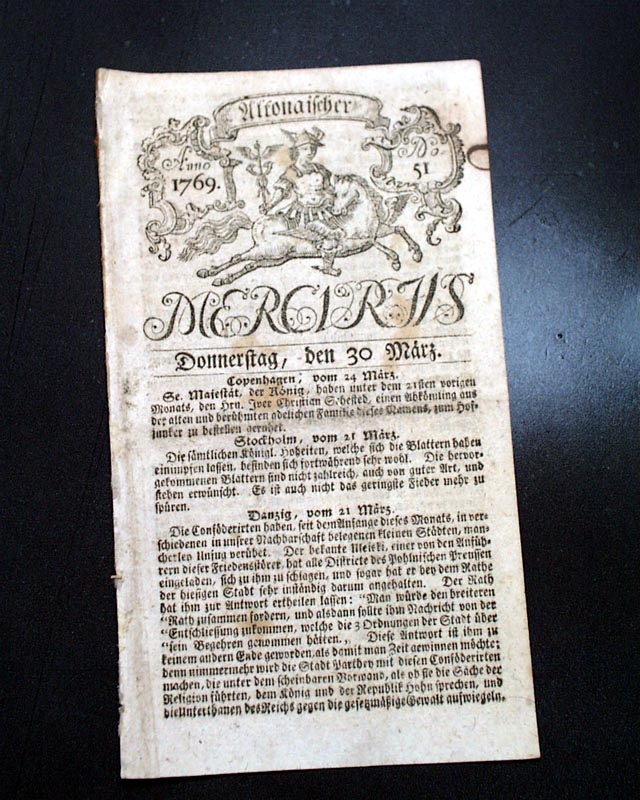 Altonaischer
Anno
1769.
No.
51
MERCURIUS
Donnerstag, den 30 März.
Copenhagen, vom 24 März.
Se. Majestät, der König, haben unter dem 21sten vorigen
Monats, den Hrn. Iver Christian Sehested, einen Abkömling aus
der alten und berühmten adelichen Familie dieses Namens, zum Hof-
junker zu bestellen geruhet.
Stockholm, vom 21 März.
Die sämtlichen Königl. Hoheiten, welche sich die Blattern haben
einimpfen lassen, befinden sich fortwährend sehr wohl. Die hervor-
gekommenen Blattern sind nicht zahlreich, auch von guter Art, und
stehen erwünscht. Es ist auch nicht das geringste Fieber mehr zu
spüren.
Danzig, vom 21 März.
Die Conföderirten haben, seit dem Anfange dieses Monats, in ver-
schiedenen in unsrer Nachbarschaft belegenen kleinen Städten, man-
cherley Unfug verübet. Der bekante einer von den Anfüh-
rern dieser Friedensstörer, hat alle Districte des Pohlnischen Preussen
eingeladen, sich zu ihm zu schlagen, und sogar hat er bey dem Rathe
der hiesigen Stadt sehr inständig darum angehalten. Der Rath
hat ihm zur Antwort ertheilen lassen: "Man würde den breiteren
"Rath zusammen fordern, und alsdann sollte ihm Nachricht von der
"Entschliessung zukommen, welche die 3 Ordnungen der Stadt über
"sein Begehren genommen hätten.„ Diese Antwort ist ihm zu
keinem andern Ende geworden, als damit man Zeit gewinnen möchte;
denn nimmermehr wird die Stadt Parthey mit diesen Conföderirten
machen, die unter dem scheinbaren Vorwand, als ob sie die Sache der
Religion führten, dem König und der Republik Hohn sprechen, und
die Unterthanen des Reichs gegen die gesetzmäßige Gewalt aufwiegeln.